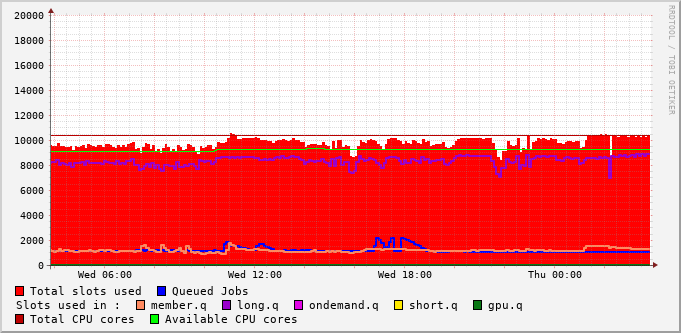 20000
18000
16000
14000
12000
10000
8000
6000
4000
2000
0
Wed 06:00 Wed 12:00 Wed 18:00 Thu 00:00
Total slots used Queued Jobs
Slots used in : member.q long.q ondemand.q short.q gpu.q
Total CPU cores Available CPU cores
RRDTOOL / TOBI OETIKER